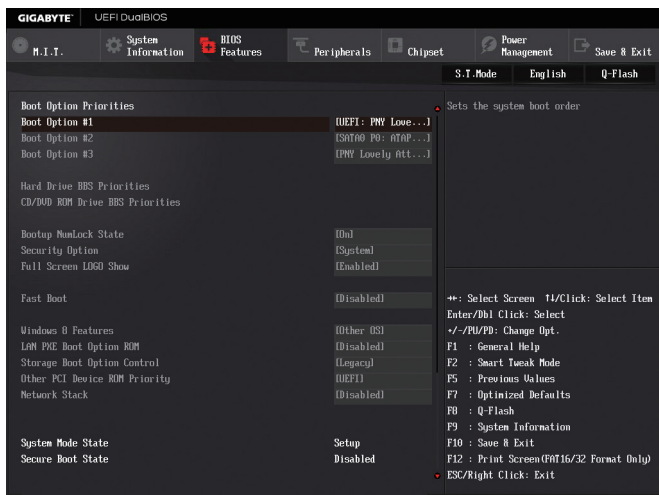 GIGABYTE™ UEFI DualBIOS
M.I.T.
System Information
BIOS Features
Peripherals
Chipset
Power Management
Save & Exit
S.T.Mode English Q-Flash
Boot Option Priorities
Boot Option #1 [UEFI: PNY Love...]
Boot Option #2 [SATA0 P0: ATAP...]
Boot Option #3 [PNY Lovely Att...]
Hard Drive BBS Priorities
CD/DVD ROM Drive BBS Priorities
Bootup NumLock State [On]
Security Option [System]
Full Screen LOGO Show [Enabled]
Fast Boot [Disabled]
Windows 8 Features [Other OS]
LAN PXE Boot Option ROM [Disabled]
Storage Boot Option Control [Legacy]
Other PCI Device ROM Priority [UEFI]
Network Stack [Disabled]
System Mode State Setup
Secure Boot State Disabled
Sets the system boot order
→←: Select Screen ↑↓/Click: Select Item
Enter/Dbl Click: Select
+/-/PU/PD: Change Opt.
F1 : General Help
F2 : Smart Tweak Mode
F5 : Previous Values
F7 : Optimized Defaults
F8 : Q-Flash
F9 : System Information
F10 : Save & Exit
F12 : Print Screen(FAT16/32 Format Only)
ESC/Right Click: Exit